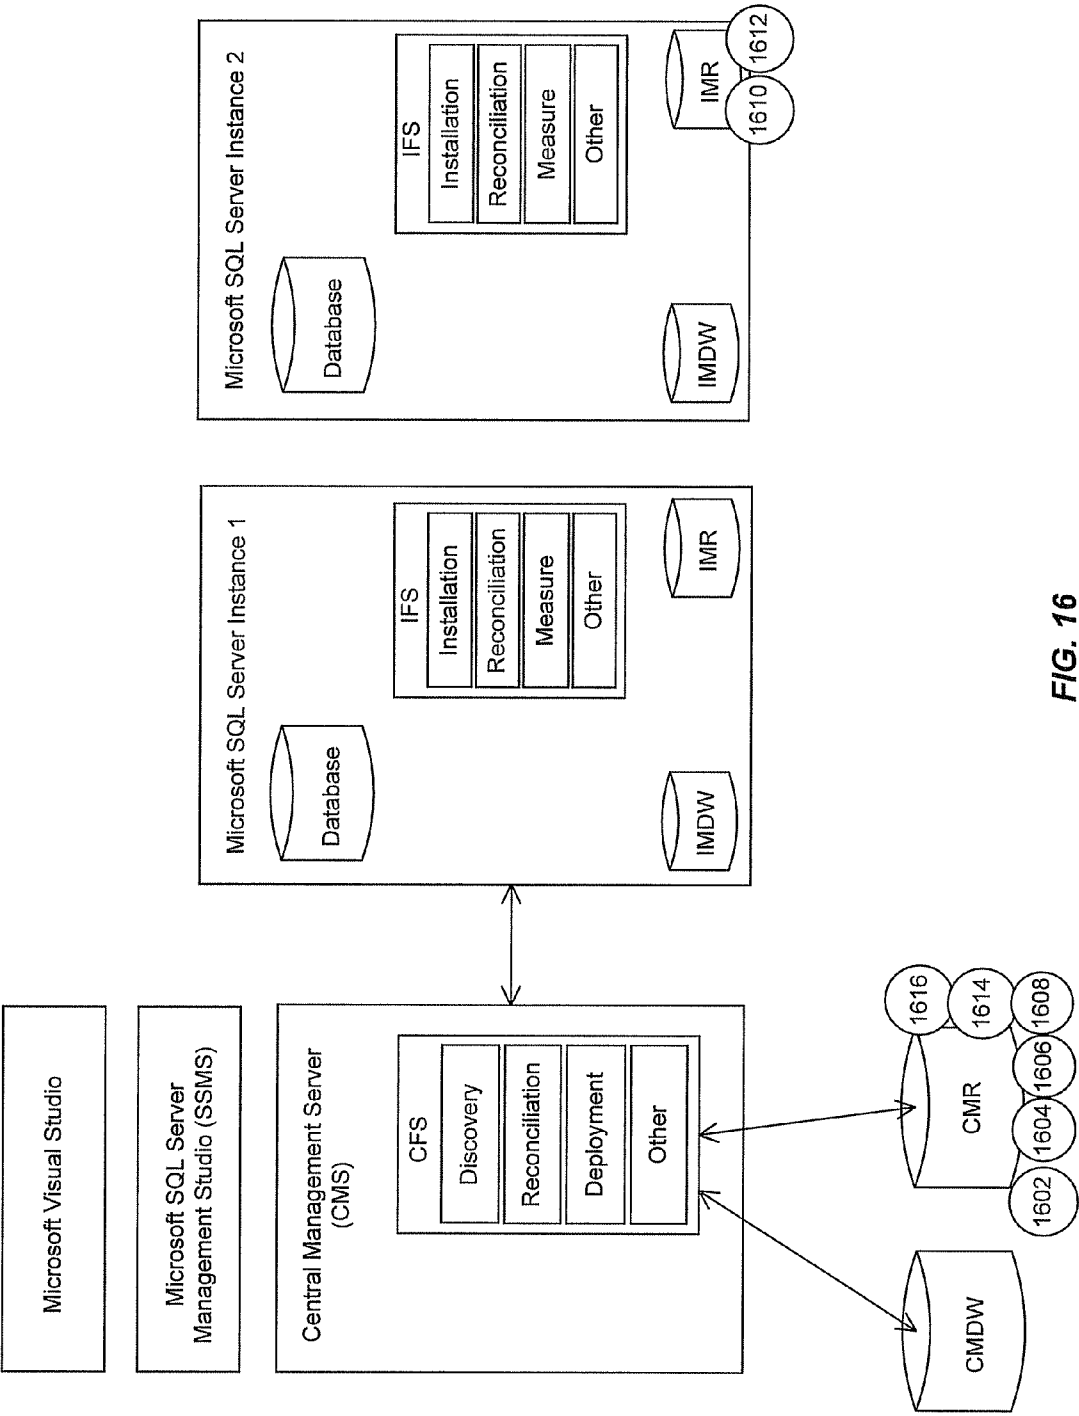 Microsoft Visual Studio
Microsoft SQL Server
Management Studio (SSMS)
Central Management Server
(CMS)
CFS
Discovery
Reconciliation
Deployment
Other
CMDW
CMR
1602
1604
1606
1608
1614
1616
Microsoft SQL Server Instance 1
Database
IFS
Installation
Reconciliation
Measure
Other
IMDW
IMR
Microsoft SQL Server Instance 2
Database
IFS
Installation
Reconciliation
Measure
Other
IMDW
IMR
1610
1612
FIG. 16